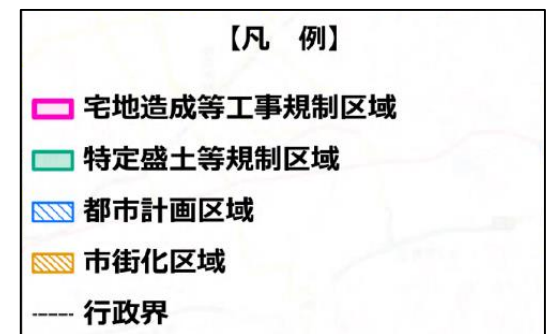 【凡　例】
宅地造成等工事規制区域
特定盛土等規制区域
都市計画区域
市街化区域
行政界